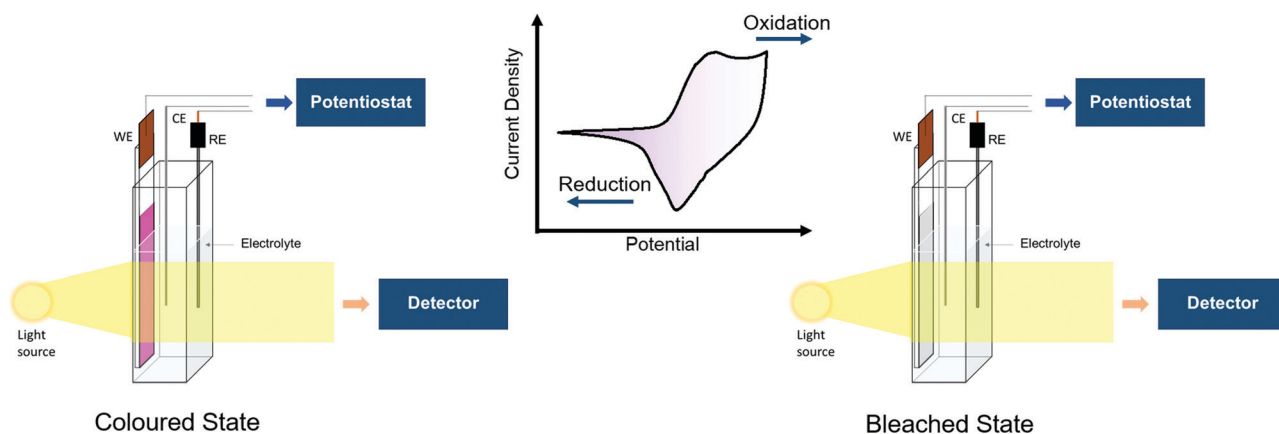 Potentiostat
CE
WE
RE
Electrolyte
Detector
Light
source
Coloured State
Oxidation
Current Density
Reduction
Potential
Potentiostat
CE
WE
RE
Electrolyte
Detector
Light
source
Bleached State